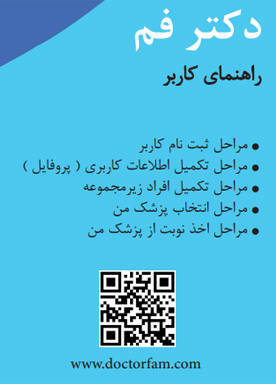 دکتر فم
راهنمای کاربر
● مراحل ثبت نام کاربر
● مراحل تکمیل اطلاعات کاربری ( پروفایل )
● مراحل تکمیل افراد زیرمجموعه
● مراحل انتخاب پزشک من
● مراحل اخذ نوبت از پزشک من
www.doctorfam.com